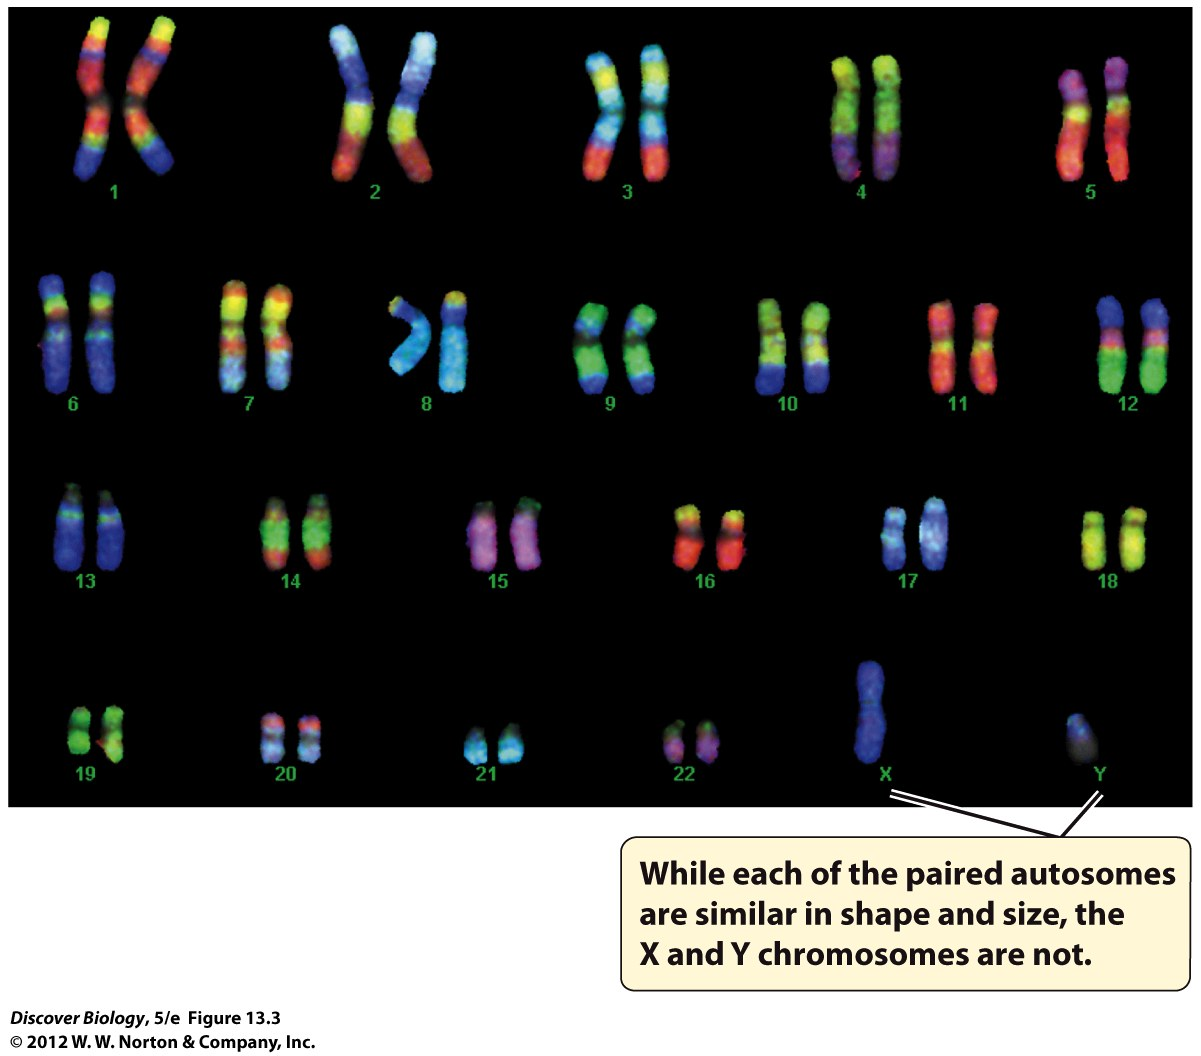 1 2 3 4 5
6 7 8 9 10 11 12
13 14 15 16 17 18
19 20 21 22 X Y
While each of the paired autosomes
are similar in shape and size, the
X and Y chromosomes are not.
Discover Biology, 5/e Figure 13.3
© 2012 W. W. Norton & Company, Inc.